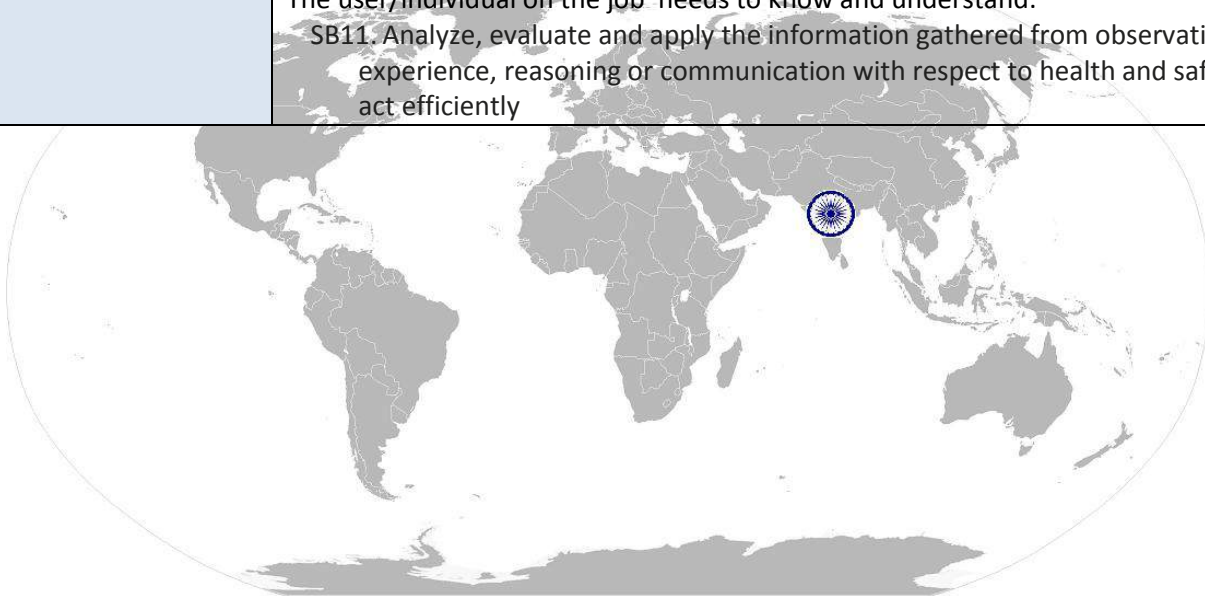 The user/individual on the job needs to know and understand:
SB11. Analyze, evaluate and apply the information gathered from
experience, reasoning or communication with respect to health and
act efficiently